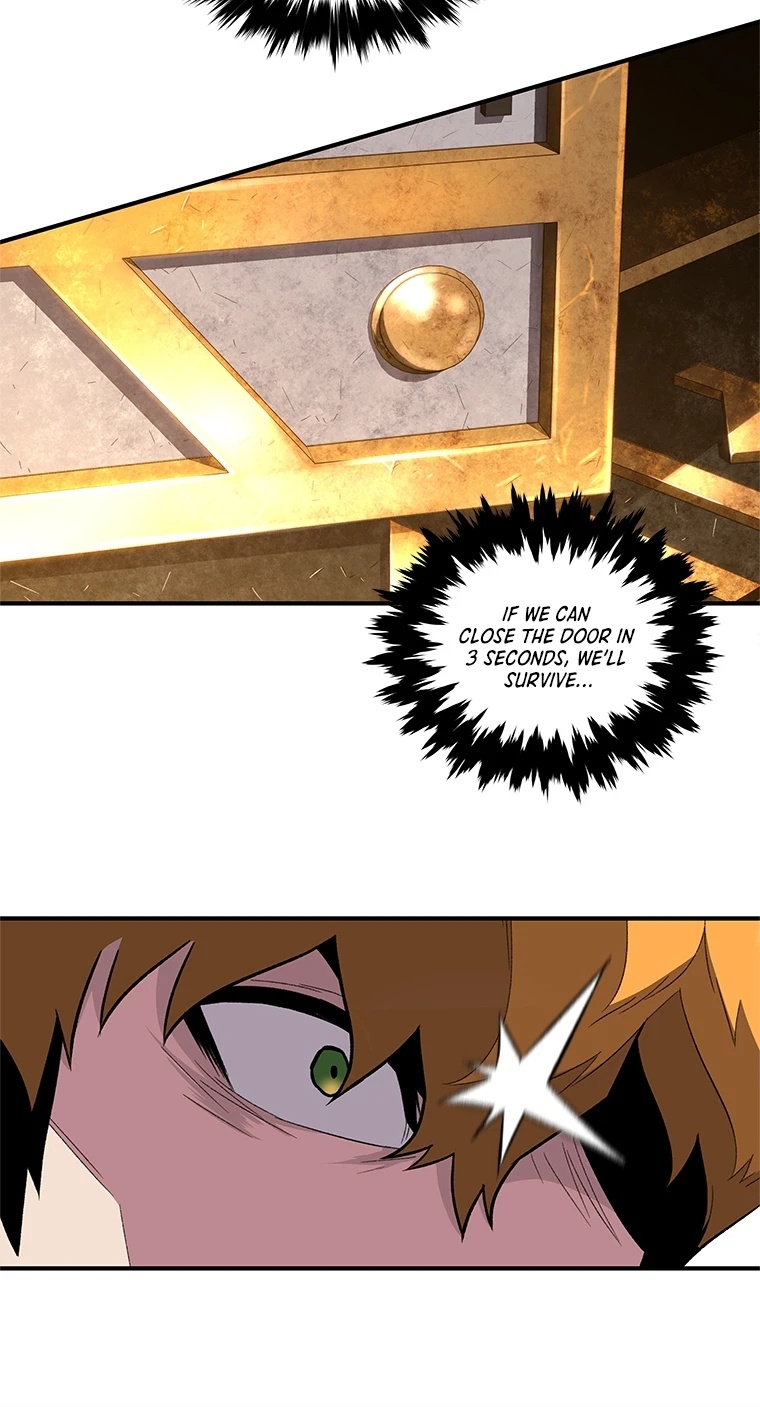 IF WE CAN
CLOSE THE DOOR IN
3 SECONDS, WE'LL
SURVIVE...